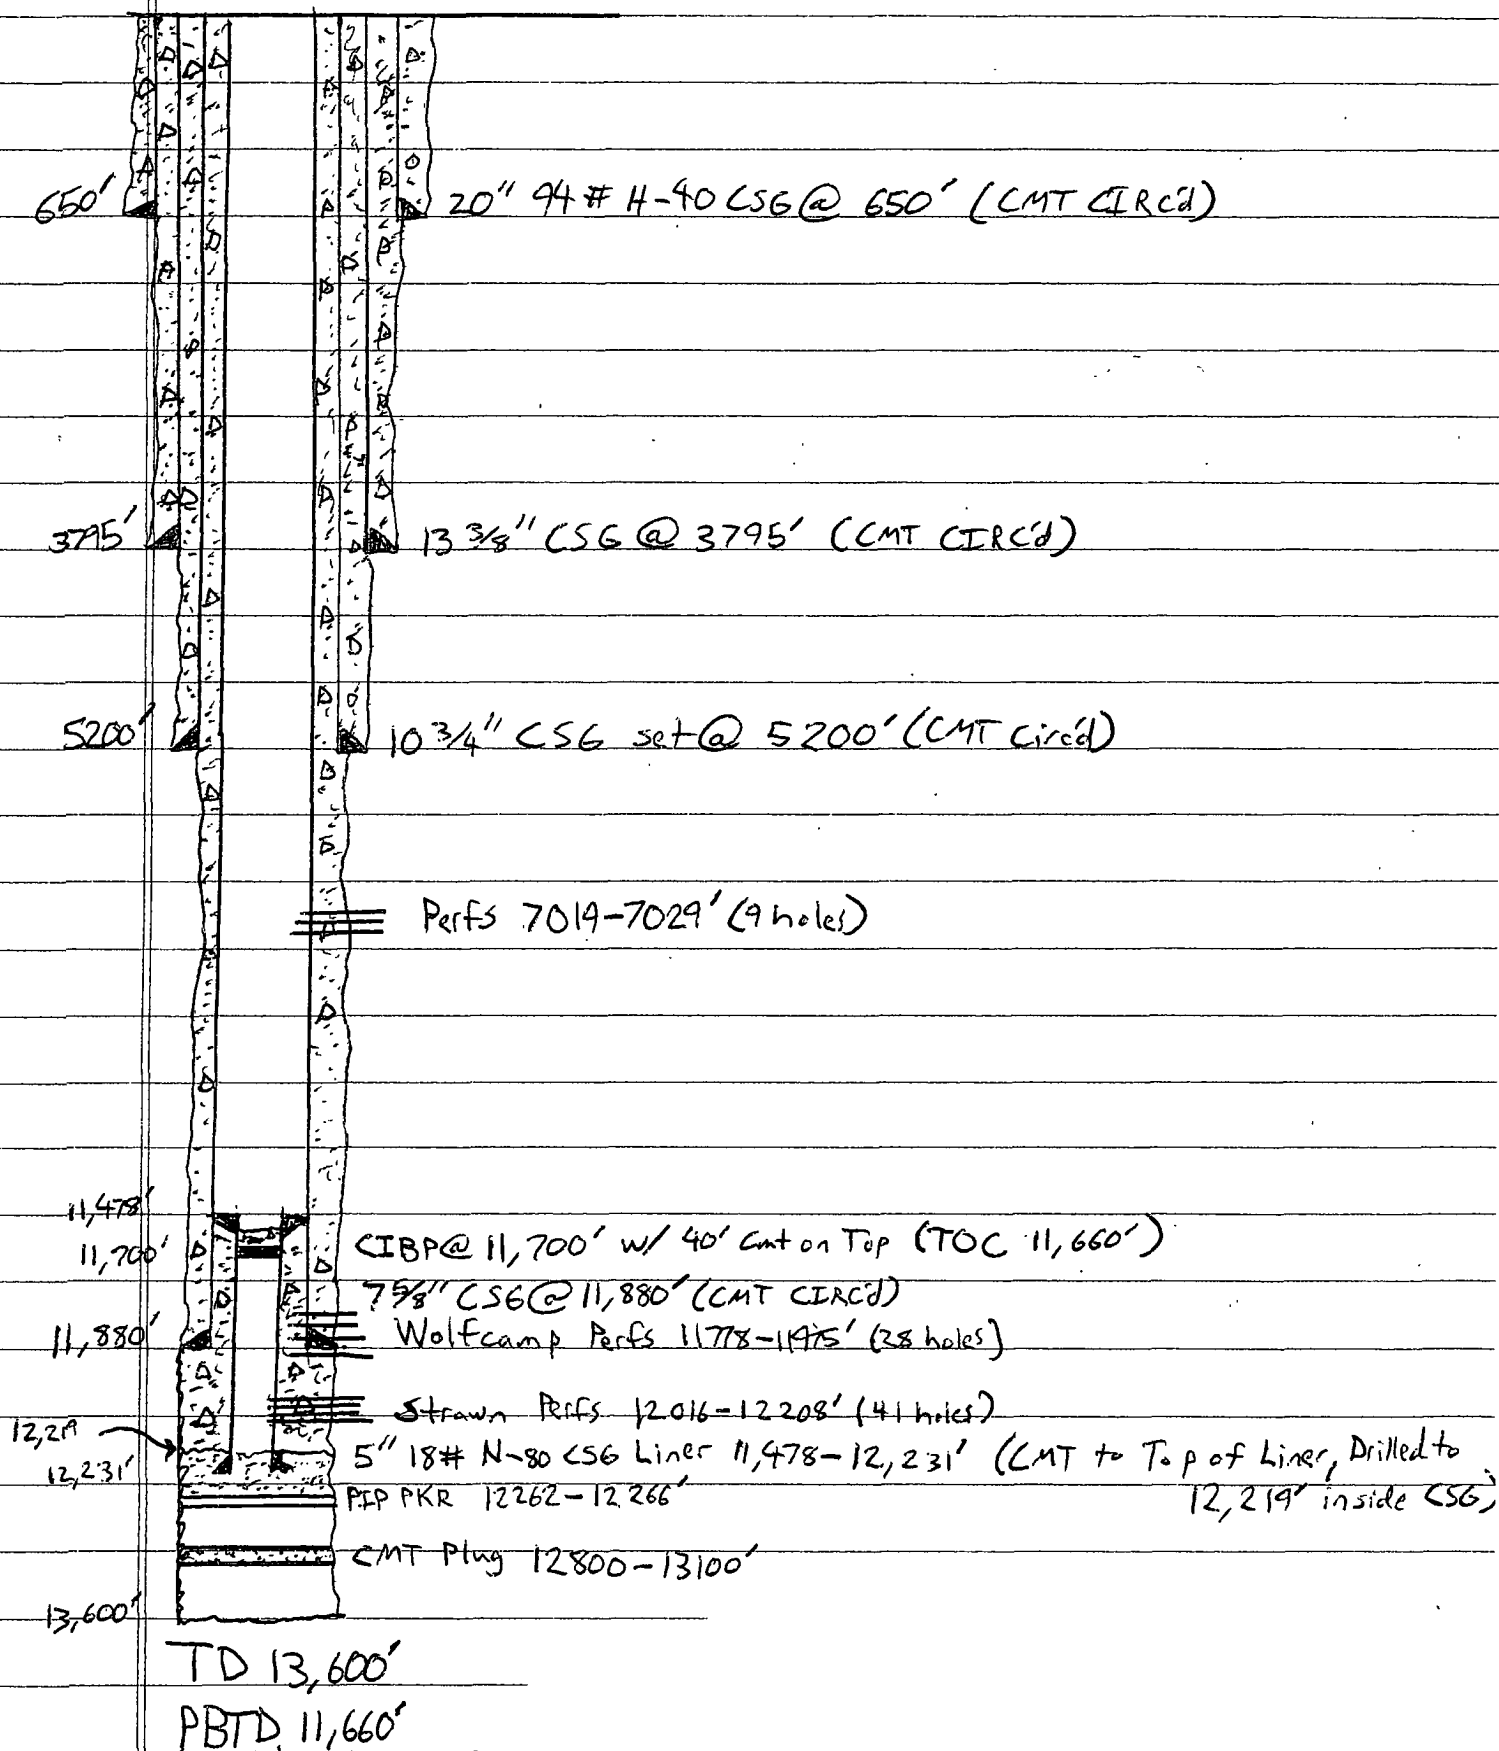 650'
20" 94# H-40 CSG @ 650' (CMT CIRC'd)
3795'
13 3/8" CSG @ 3795' (CMT CIRC'd)
5200'
10 3/4" CSG set @ 5200' (CMT Circ'd)
Perfs 7019-7029' (9 holes)
11,478'
11,700'
CIBP @ 11,700' w/ 40' Cmt on Top (TOC 11,660')
7 5/8" CSG @ 11,880' (CMT CIRC'd)
11,880'
Wolfcamp Perfs 11778-11975' (28 holes)
Strawn Perfs 12016-12208' (41 holes)
12,219
12,231'
5" 18# N-80 CSG Liner 11,478-12,231' (CMT to Top of Liner, Drilled to
12,219' inside CSG)
PIP PKR 12262-12266'
CMT Plug 12800-13100'
13,600'
TD 13,600'
PBTD 11,660'